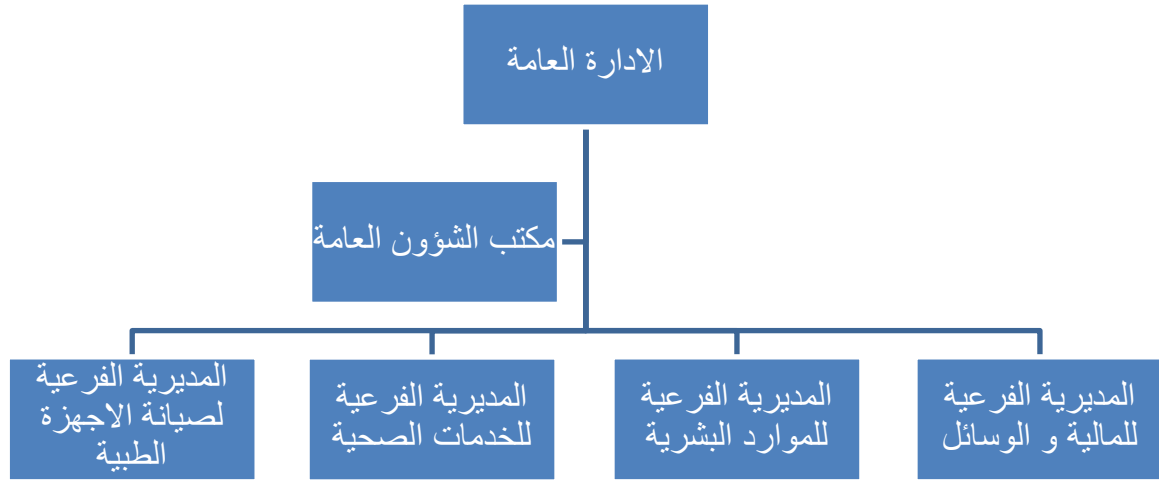 الادارة العامة
مكتب الشؤون العامة
المديرية الفرعية
للمالية و الوسائل
المديرية الفرعية
للموارد البشرية
المديرية الفرعية
للخدمات الصحية
المديرية الفرعية
لصيانة الاجهزة
الطبية